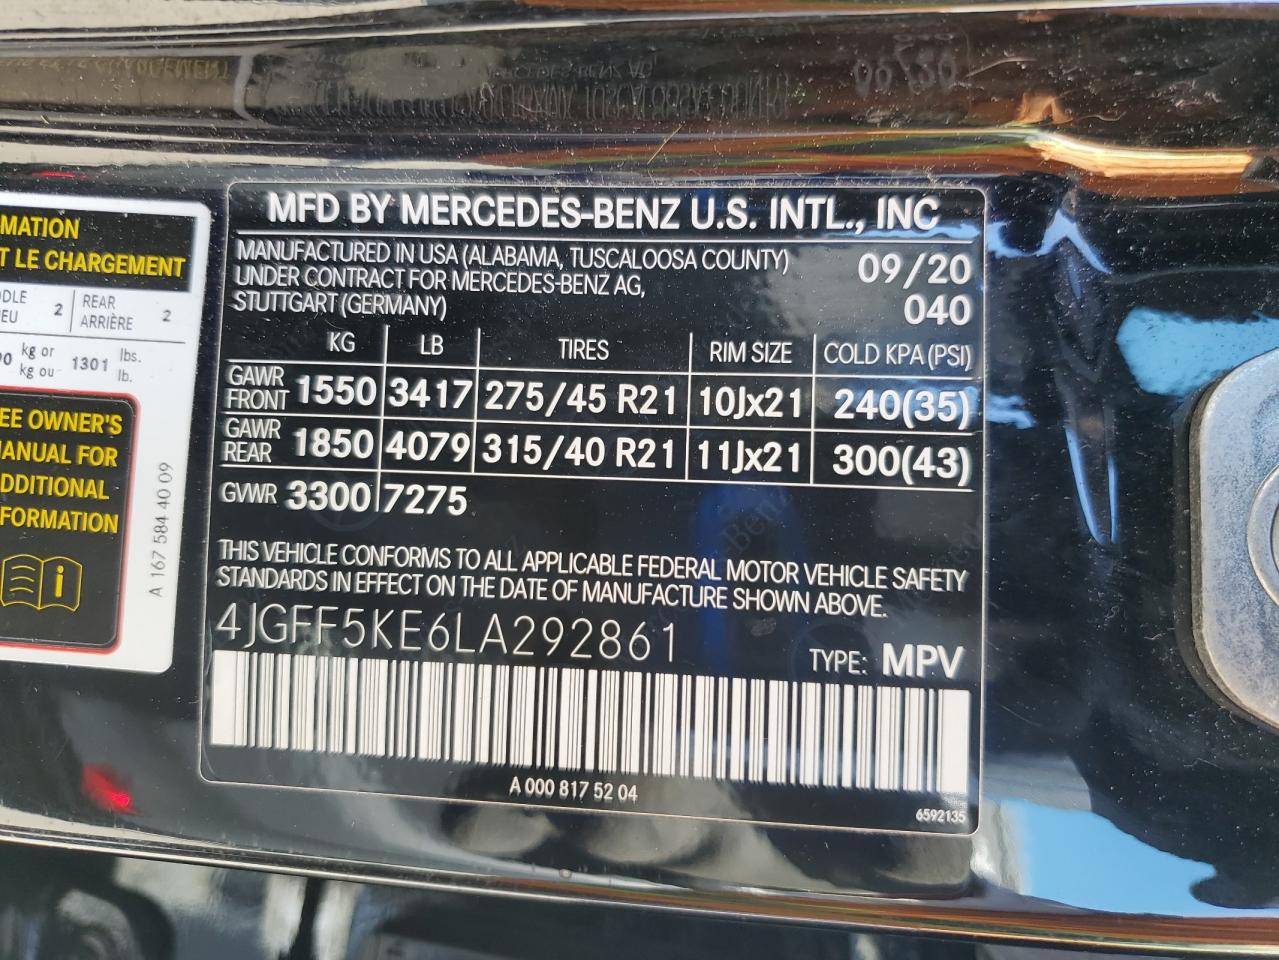 MATION
T LE CHARGEMENT
DLE
EU
2
REAR
ARRIÈRE
2
kg or
kg ou
1301
lbs.
lb.
EE OWNER'S
MANUAL FOR
DDITIONAL
FORMATION
A 167 584 40 09
MFD BY MERCEDES-BENZ U.S. INTL., INC
MANUFACTURED IN USA (ALABAMA, TUSCALOOSA COUNTY)
UNDER CONTRACT FOR MERCEDES-BENZ AG,
STUTTGART (GERMANY)
09/20
040
KG LB TIRES RIM SIZE COLD KPA (PSI)
GAWR
FRONT 1550 3417 275/45 R21 10Jx21 240(35)
GAWR
REAR 1850 4079 315/40 R21 11Jx21 300(43)
GVWR 3300 7275
THIS VEHICLE CONFORMS TO ALL APPLICABLE FEDERAL MOTOR VEHICLE SAFETY
STANDARDS IN EFFECT ON THE DATE OF MANUFACTURE SHOWN ABOVE.
4JGFF5KE6LA292861
TYPE: MPV
A 000 817 52 04
6592135